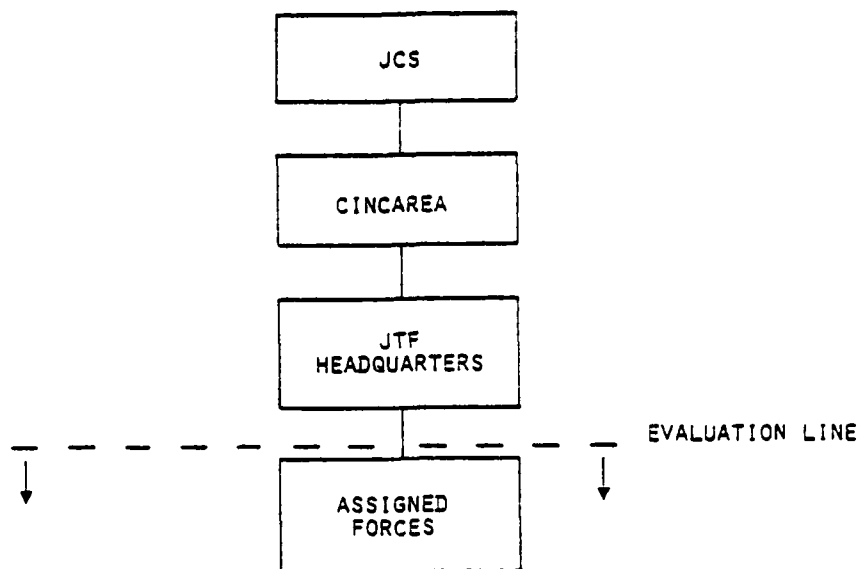 JCS
CINCAREA
JTF
HEADQUARTERS
EVALUATION LINE
ASSIGNED
FORCES